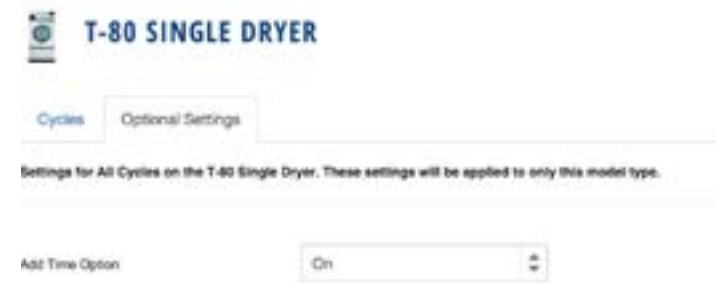 T-80 SINGLE DRYER
Cycles Optional Settings
Settings for All Cycles on the T-80 Single Dryer. These settings will be applied to only this model type.
Add Time Option On